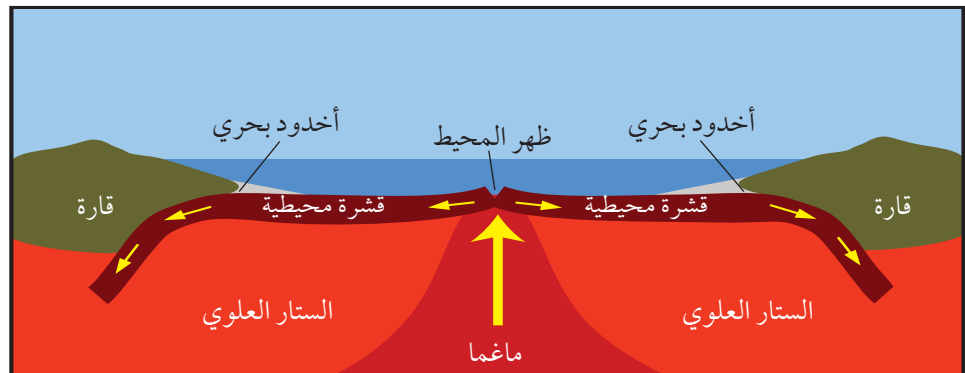 أخدود بحري
ظهر المحيط
أخدود بحري
قارة
قشرة محيطية
قشرة محيطية
قارة
الستار العلوي
الستار العلوي
ماغما